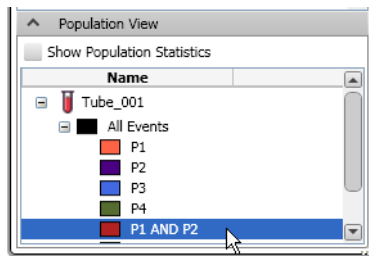 Population View
Show Population Statistics
Name
Tube_001
All Events
P1
P2
P3
P4
P1 AND P2